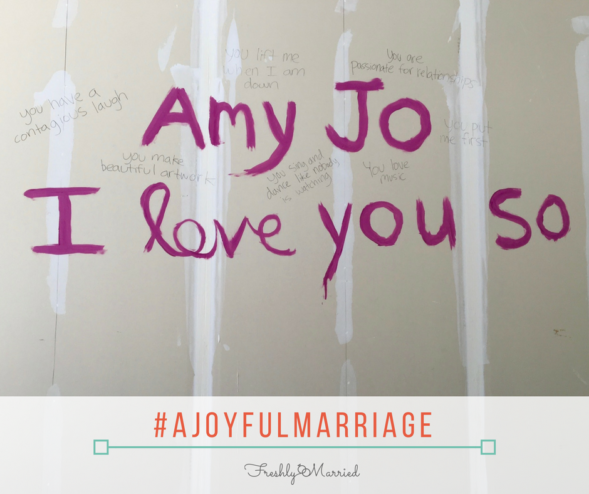 you lift me
when I am
down
you are
passionate for relationships
you have a
contagious laugh
Amy Jo
you put
me first
you make
beautiful artworks
you sing and
dance like nobody
is watching
You love
music
I love you so
#AJOYFULMARRIAGE
Freshly Married